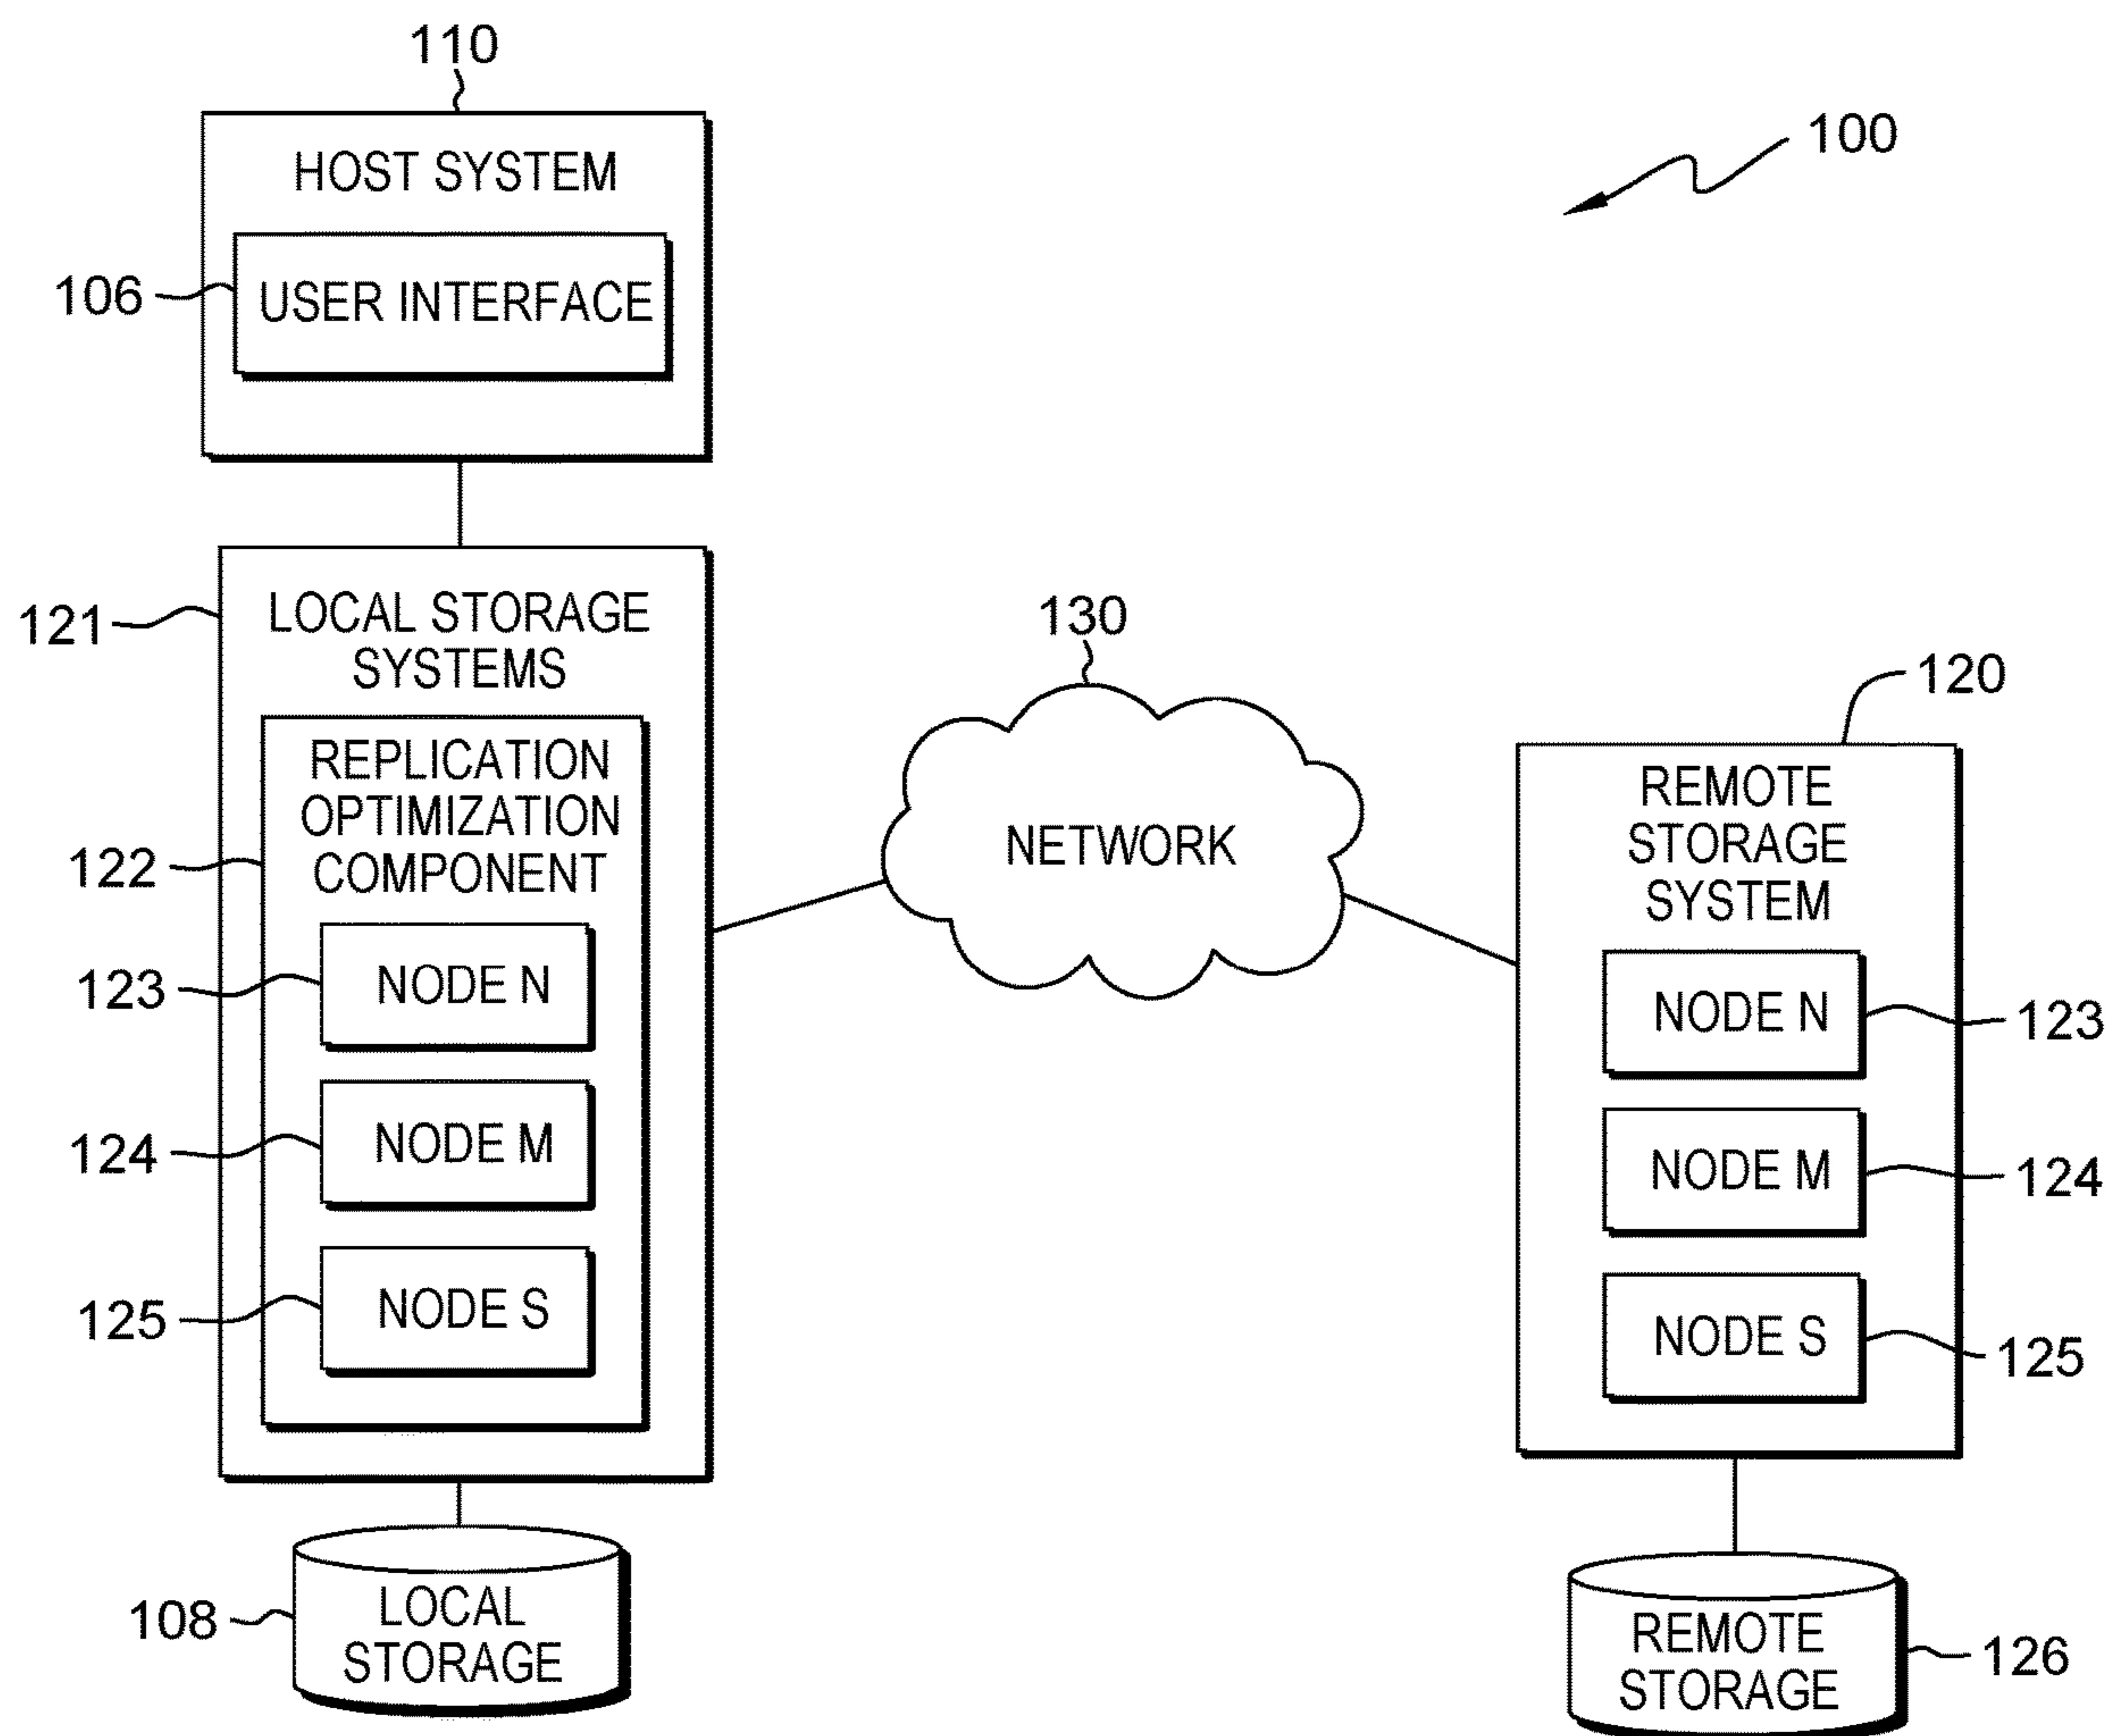 110
HOST SYSTEM
100
106
USER INTERFACE
121
LOCAL STORAGE
SYSTEMS
122
REPLICATION
OPTIMIZATION
COMPONENT
123
NODE N
124
NODE M
125
NODE S
108
LOCAL
STORAGE
130
NETWORK
120
REMOTE
STORAGE
SYSTEM
NODE N
123
NODE M
124
NODE S
125
REMOTE
STORAGE
126